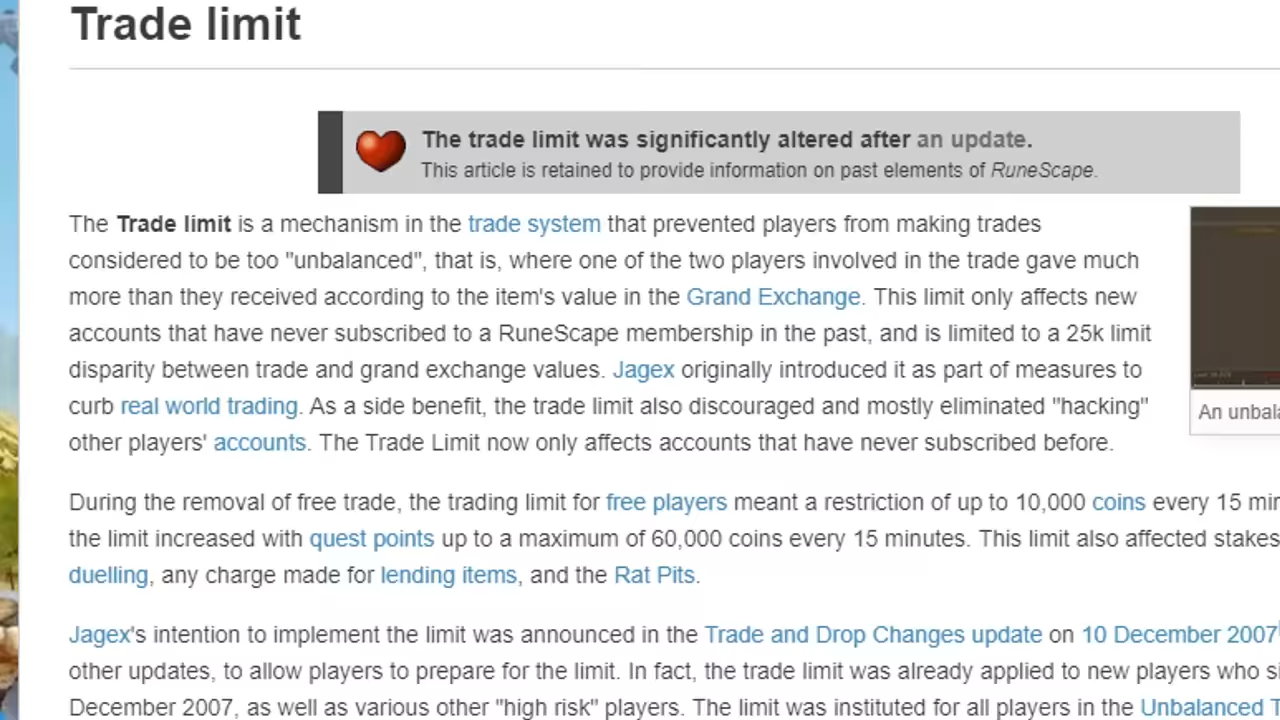 Trade limit
The trade limit was significantly altered after an update.
This article is retained to provide information on past elements of RuneScape.
The Trade limit is a mechanism in the trade system that prevented players from making trades
considered to be too "unbalanced", that is, where one of the two players involved in the trade gave much
more than they received according to the item's value in the Grand Exchange. This limit only affects new
accounts that have never subscribed to a RuneScape membership in the past, and is limited to a 25k limit
disparity between trade and grand exchange values. Jagex originally introduced it as part of measures to
curb real world trading. As a side benefit, the trade limit also discouraged and mostly eliminated "hacking"
other players' accounts. The Trade Limit now only affects accounts that have never subscribed before.
An unbala
During the removal of free trade, the trading limit for free players meant a restriction of up to 10,000 coins every 15 min
the limit increased with quest points up to a maximum of 60,000 coins every 15 minutes. This limit also affected stakes
duelling, any charge made for lending items, and the Rat Pits.
Jagex's intention to implement the limit was announced in the Trade and Drop Changes update on 10 December 2007
other updates, to allow players to prepare for the limit. In fact, the trade limit was already applied to new players who si
December 2007, as well as various other "high risk" players. The limit was instituted for all players in the Unbalanced T